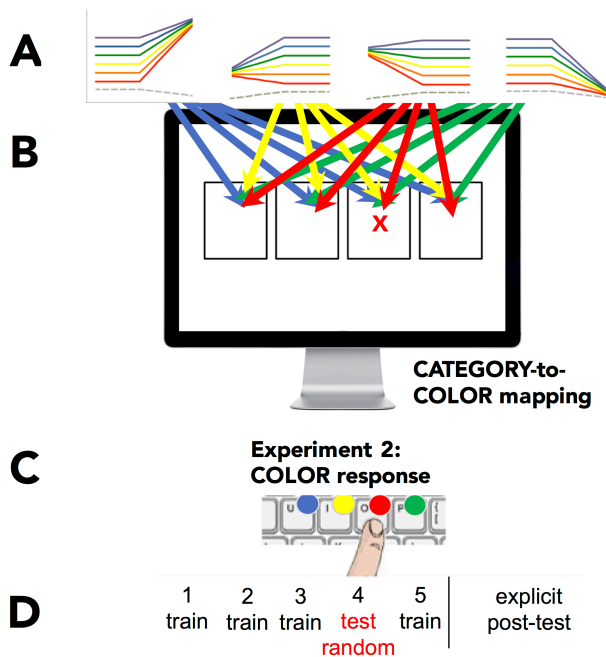 A
B
X
CATEGORY-to-
COLOR mapping
C
Experiment 2:
COLOR response
U I O P {
[
D
1 2 3 4 5 explicit
train train train test train post-test
random